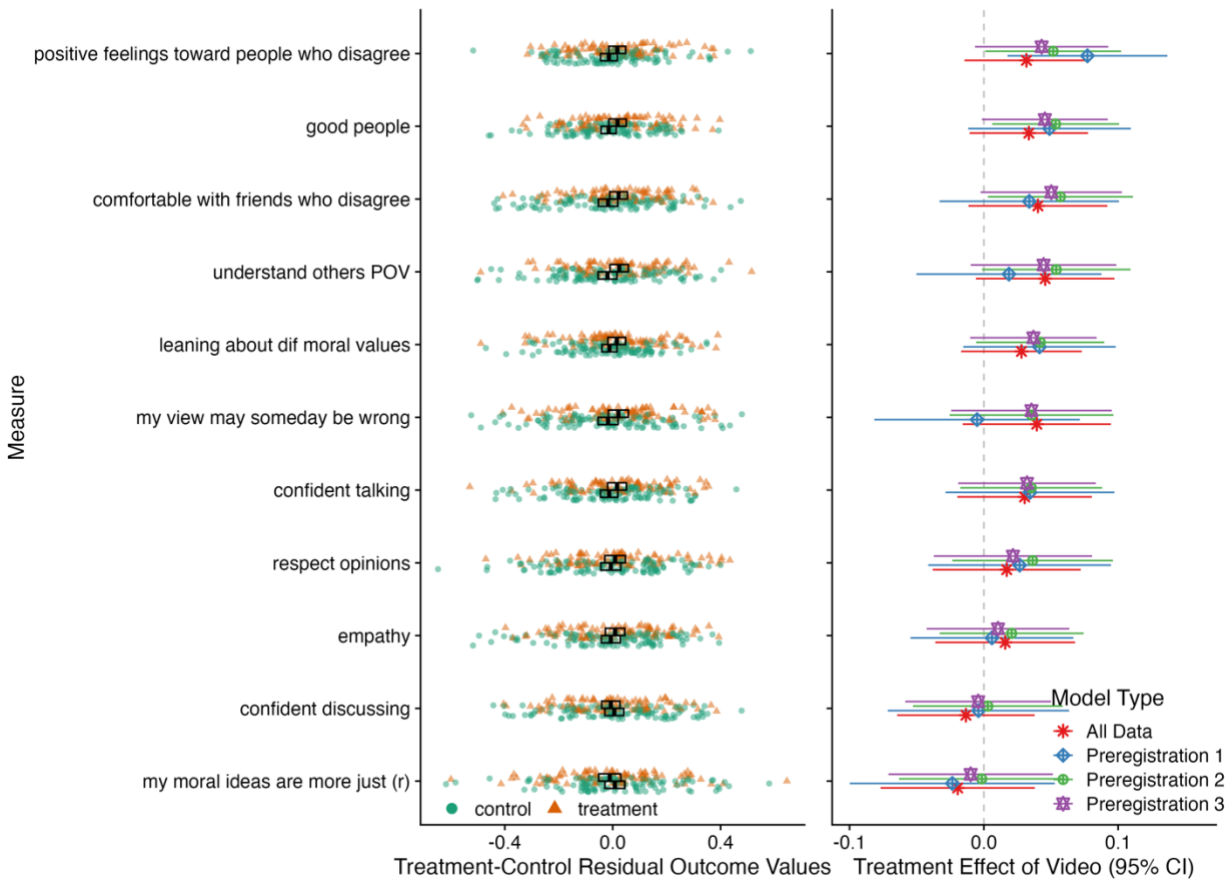 positive feelings toward people who disagree
good people
comfortable with friends who disagree
understand others POV
leaning about dif moral values
my view may someday be wrong
confident talking
respect opinions
empathy
confident discussing
my moral ideas are more just (r)
Measure
control
treatment
-0.4
0.0
0.4
Treatment-Control Residual Outcome Values
Model Type
All Data
Preregistration 1
Preregistration 2
Preregistration 3
-0.1
0.0
0.1
Treatment Effect of Video (95% CI)